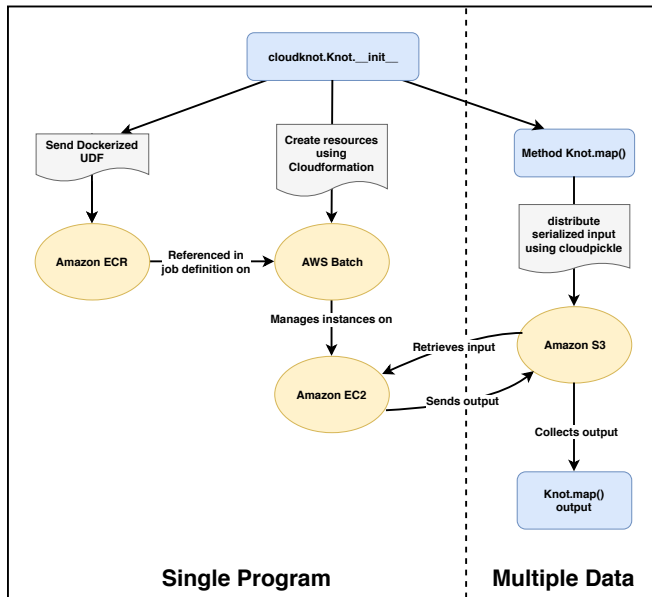 cloudknot.Knot.__init__
Send Dockerized
UDF
Create resources
using
Cloudformation
Method Knot.map()
distribute
serialized input
using cloudpickle
Amazon ECR
Referenced in
job definition on
AWS Batch
Manages instances on
Retrieves input
Amazon S3
Amazon EC2
Sends output
Collects output
Knot.map()
output
Single Program
Multiple Data